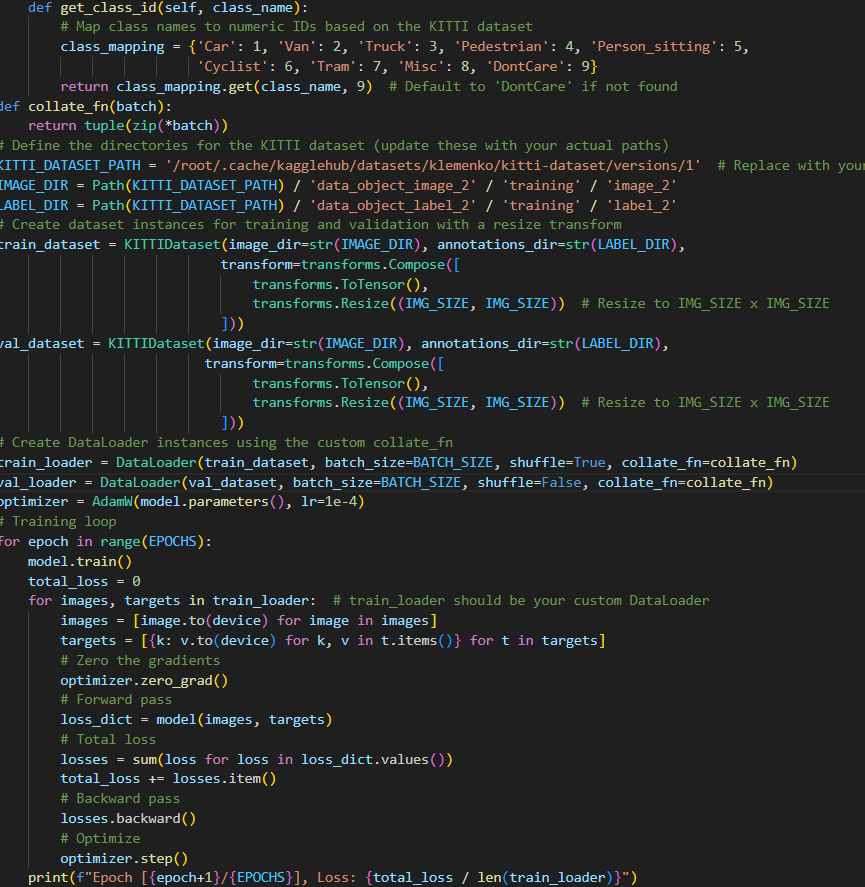 def get_class_id(self, class_name):
# Map class names to numeric IDs based on the KITTI dataset
class_mapping = {'Car': 1, 'Van': 2, 'Truck': 3, 'Pedestrian': 4, 'Person_sitting': 5,
'Cyclist': 6, 'Tram': 7, 'Misc': 8, 'DontCare': 9}
return class_mapping.get(class_name, 9)  # Default to 'DontCare' if not found
def collate_fn(batch):
return tuple(zip(*batch))
# Define the directories for the KITTI dataset (update these with your actual paths)
KITTI_DATASET_PATH = '/root/.cache/kagglehub/datasets/klemenko/kitti-dataset/versions/1'  # Replace with your
IMAGE_DIR = Path(KITTI_DATASET_PATH) / 'data_object_image_2' / 'training' / 'image_2'
LABEL_DIR = Path(KITTI_DATASET_PATH) / 'data_object_label_2' / 'training' / 'label_2'
# Create dataset instances for training and validation with a resize transform
train_dataset = KITTIDataset(image_dir=str(IMAGE_DIR), annotations_dir=str(LABEL_DIR),
transform=transforms.Compose([
transforms.ToTensor(),
transforms.Resize((IMG_SIZE, IMG_SIZE))  # Resize to IMG_SIZE x IMG_SIZE
]))
val_dataset = KITTIDataset(image_dir=str(IMAGE_DIR), annotations_dir=str(LABEL_DIR),
transform=transforms.Compose([
transforms.ToTensor(),
transforms.Resize((IMG_SIZE, IMG_SIZE))  # Resize to IMG_SIZE x IMG_SIZE
]))
# Create DataLoader instances using the custom collate_fn
train_loader = DataLoader(train_dataset, batch_size=BATCH_SIZE, shuffle=True, collate_fn=collate_fn)
val_loader = DataLoader(val_dataset, batch_size=BATCH_SIZE, shuffle=False, collate_fn=collate_fn)
optimizer = AdamW(model.parameters(), lr=1e-4)
# Training loop
for epoch in range(EPOCHS):
model.train()
total_loss = 0
for images, targets in train_loader:  # train_loader should be your custom DataLoader
images = [image.to(device) for image in images]
targets = [{k: v.to(device) for k, v in t.items()} for t in targets]
# Zero the gradients
optimizer.zero_grad()
# Forward pass
loss_dict = model(images, targets)
# Total loss
losses = sum(loss for loss in loss_dict.values())
total_loss += losses.item()
# Backward pass
losses.backward()
# Optimize
optimizer.step()
print(f"Epoch [{epoch+1}/{EPOCHS}], Loss: {total_loss / len(train_loader)}")